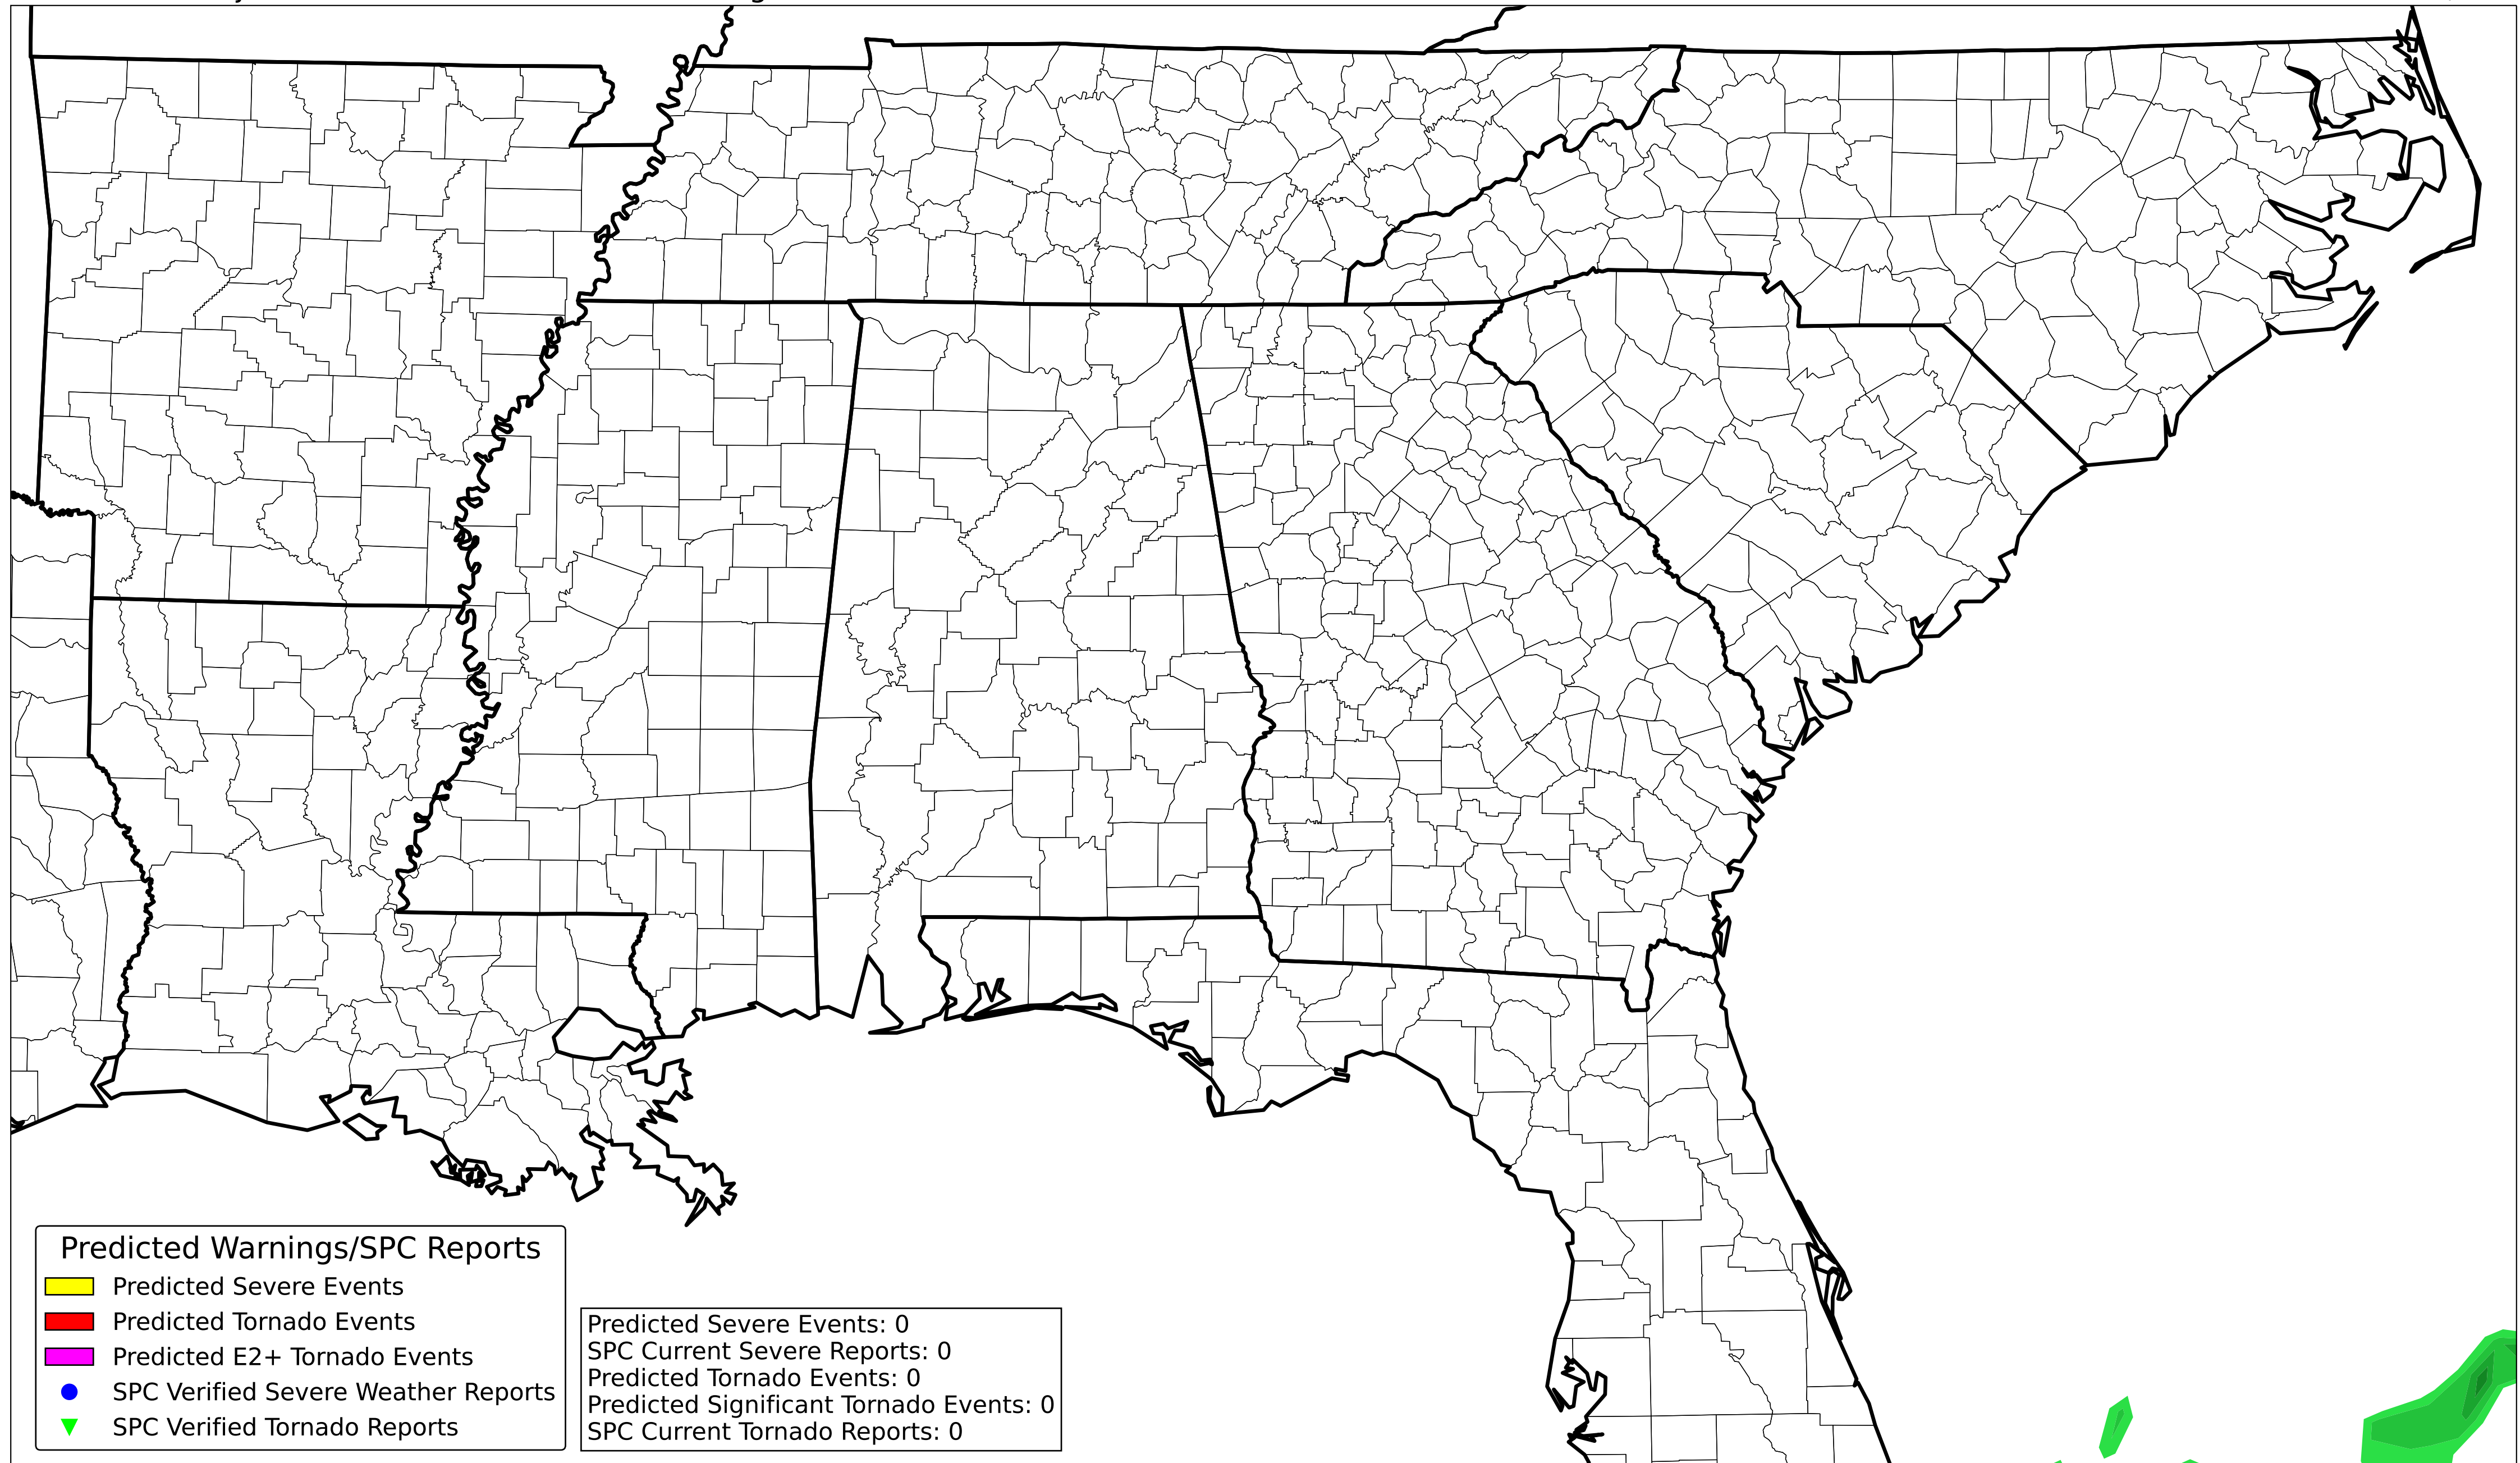 Predicted Warnings/SPC Reports
Predicted Severe Events
Predicted Tornado Events
Predicted E2+ Tornado Events
SPC Verified Severe Weather Reports
SPC Verified Tornado Reports
Predicted Severe Events: 0
SPC Current Severe Reports: 0
Predicted Tornado Events: 0
Predicted Significant Tornado Events: 0
SPC Current Tornado Reports: 0